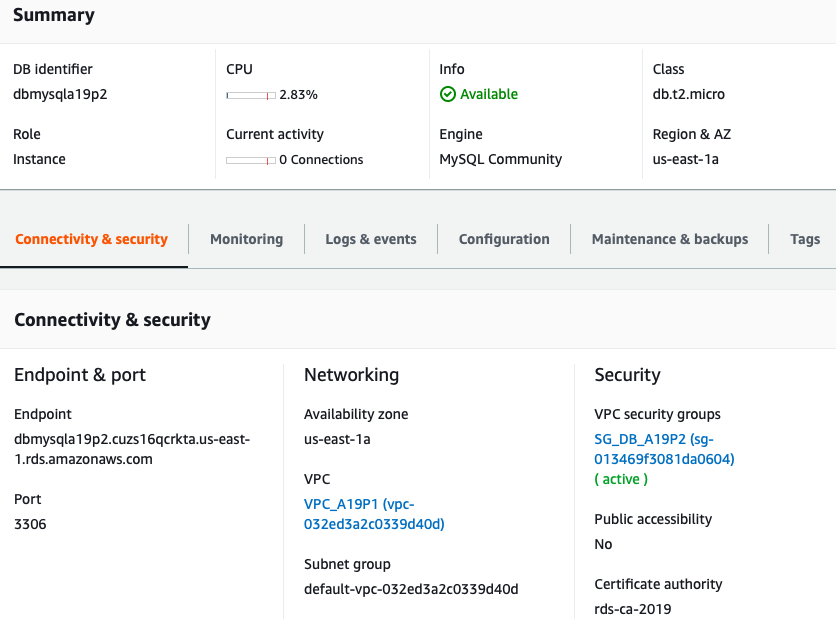 Summary
DB identifier
dbmysqla19p2
CPU
2.83%
Info
Available
Class
db.t2.micro
Role
Instance
Current activity
0 Connections
Engine
MySQL Community
Region & AZ
us-east-1a
Connectivity & security
Monitoring
Logs & events
Configuration
Maintenance & backups
Tags
Connectivity & security
Endpoint & port
Endpoint
dbmysqla19p2.cuzs16qcrkta.us-east-
1.rds.amazonaws.com
Port
3306
Networking
Availability zone
us-east-1a
VPC
VPC_A19P1 (vpc-
032ed3a2c0339d40d)
Subnet group
default-vpc-032ed3a2c0339d40d
Security
VPC security groups
SG_DB_A19P2 (sg-
013469f3081da0604)
( active )
Public accessibility
No
Certificate authority
rds-ca-2019